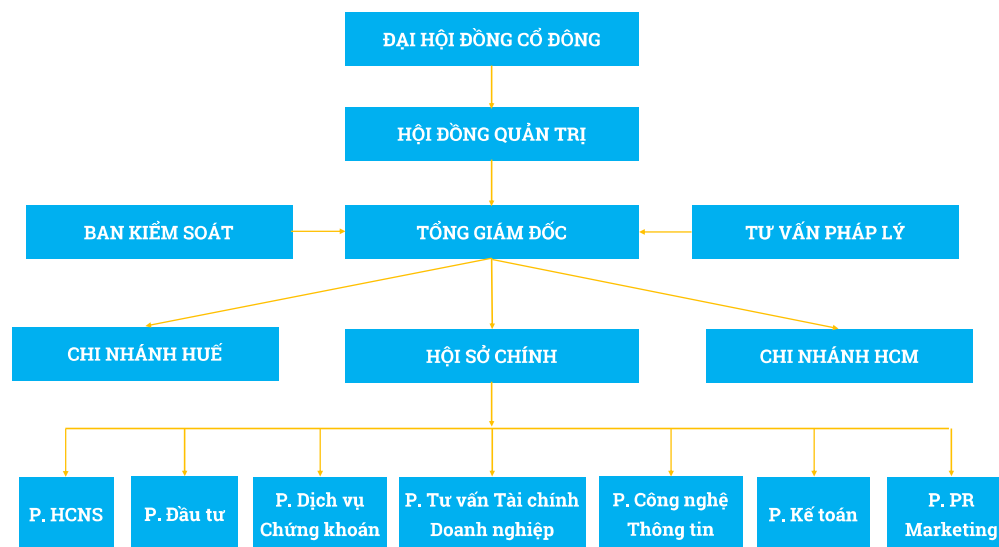 ĐẠI HỘI ĐỒNG CỔ ĐÔNG
HỘI ĐỒNG QUẢN TRỊ
BAN KIỂM SOÁT
TỔNG GIÁM ĐỐC
TƯ VẤN PHÁP LÝ
CHI NHÁNH HUẾ
HỘI SỞ CHÍNH
CHI NHÁNH HCM
P. HCNS
P. Đầu tư
P. Dịch vụ
Chứng khoán
P. Tư vấn Tài chính
Doanh nghiệp
P. Công nghệ
Thông tin
P. Kế toán
P. PR
Marketing